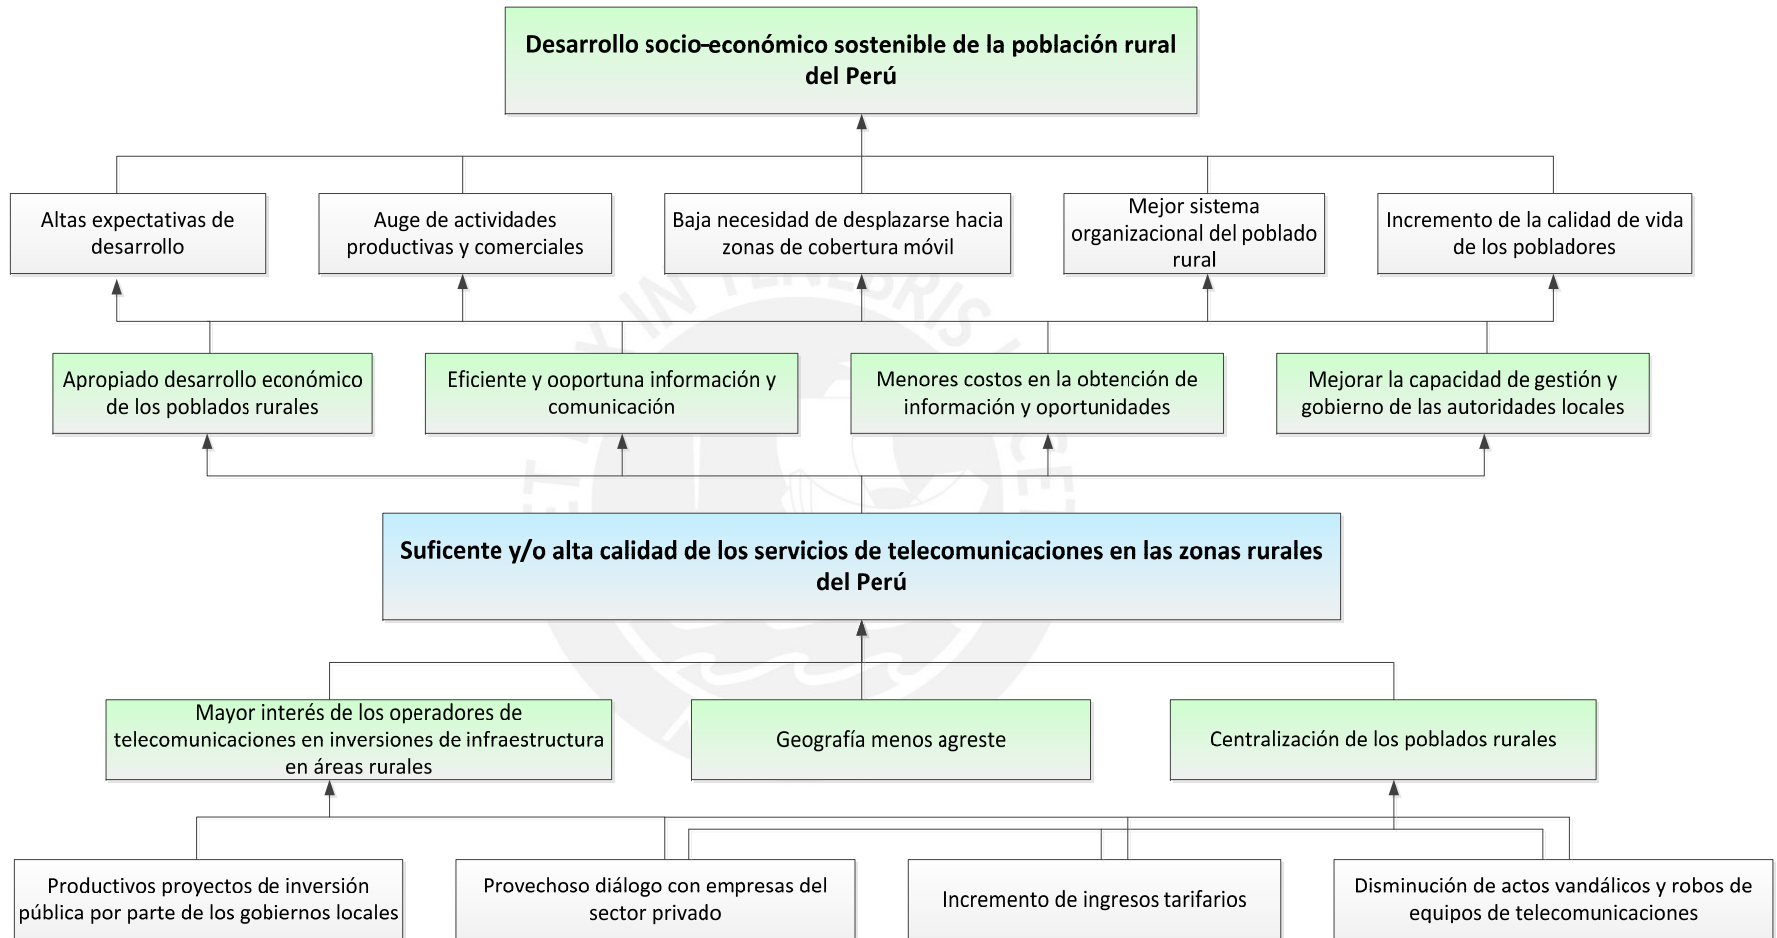 Desarrollo socio-económico sostenible de la población rural
del Perú
Altas expectativas de
desarrollo
Auge de actividades
productivas y comerciales
Baja necesidad de desplazarse hacia
zonas de cobertura móvil
Mejor sistema
organizacional del poblado
rural
Incremento de la calidad de vida
de los pobladores
Apropiado desarrollo económico
de los poblados rurales
Eficiente y ooportuna información y
comunicación
Menores costos en la obtención de
información y oportunidades
Mejorar la capacidad de gestión y
gobierno de las autoridades locales
Suficente y/o alta calidad de los servicios de telecomunicaciones en las zonas rurales
del Perú
Mayor interés de los operadores de
telecomunicaciones en inversiones de infraestructura
en áreas rurales
Geografía menos agreste
Centralización de los poblados rurales
Productivos proyectos de inversión
pública por parte de los gobiernos locales
Provechoso diálogo con empresas del
sector privado
Incremento de ingresos tarifarios
Disminución de actos vandálicos y robos de
equipos de telecomunicaciones